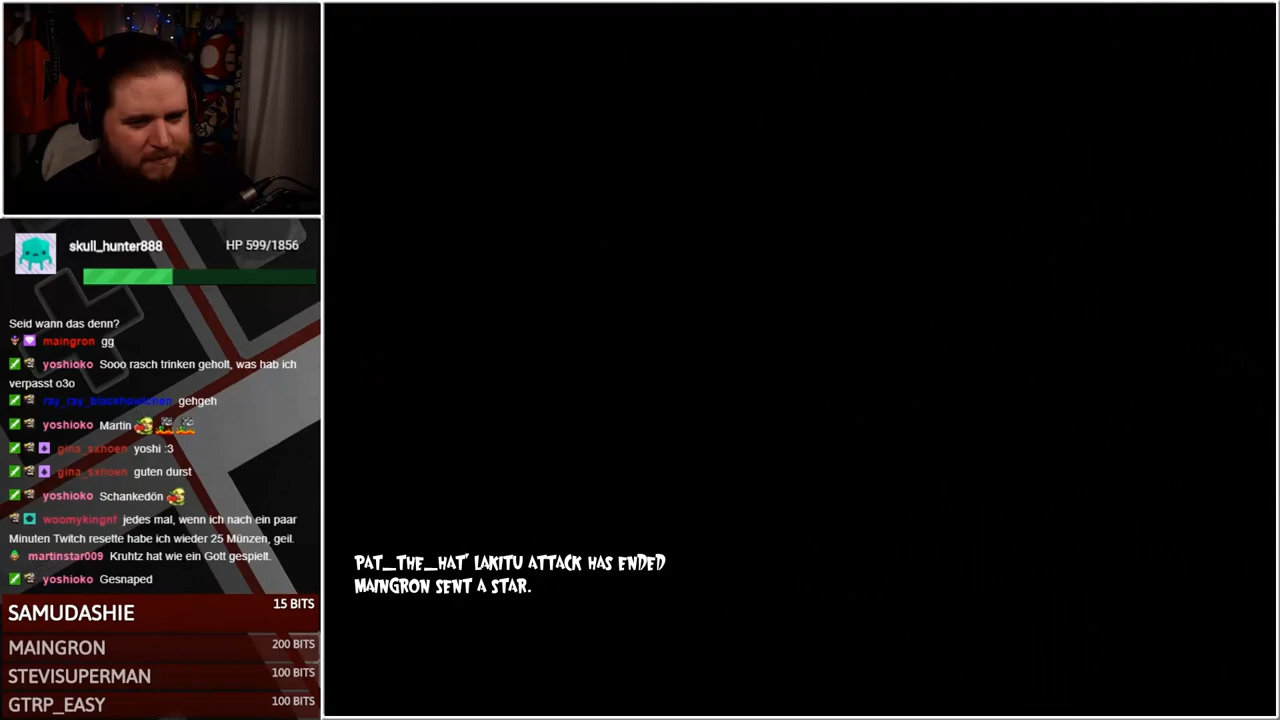 skull_hunter888 HP 599/1856
Seid wann das denn?
maingron gg
yoshioko Sooo rasch trinken geholt, was hab ich
verpasst o3o
gehgeh
yoshioko Martin
gina_sxhoen yoshi :3
gina_sxhoen guten durst
yoshioko Schankedön
woomykingnf jedes mal, wenn ich nach ein paar
Minuten Twitch resette habe ich wieder 25 Münzen, geil.
martinstar009 Kruhtz hat wie ein Gott gespielt.
yoshioko Gesnaped
SAMUDASHIE 15 BITS
MAINGRON 200 BITS
STEVISUPERMAN 100 BITS
GTRP_EASY 100 BITS
PAT_THE_HAT' LAKITU ATTACK HAS ENDED
MAINGRON SENT A STAR.